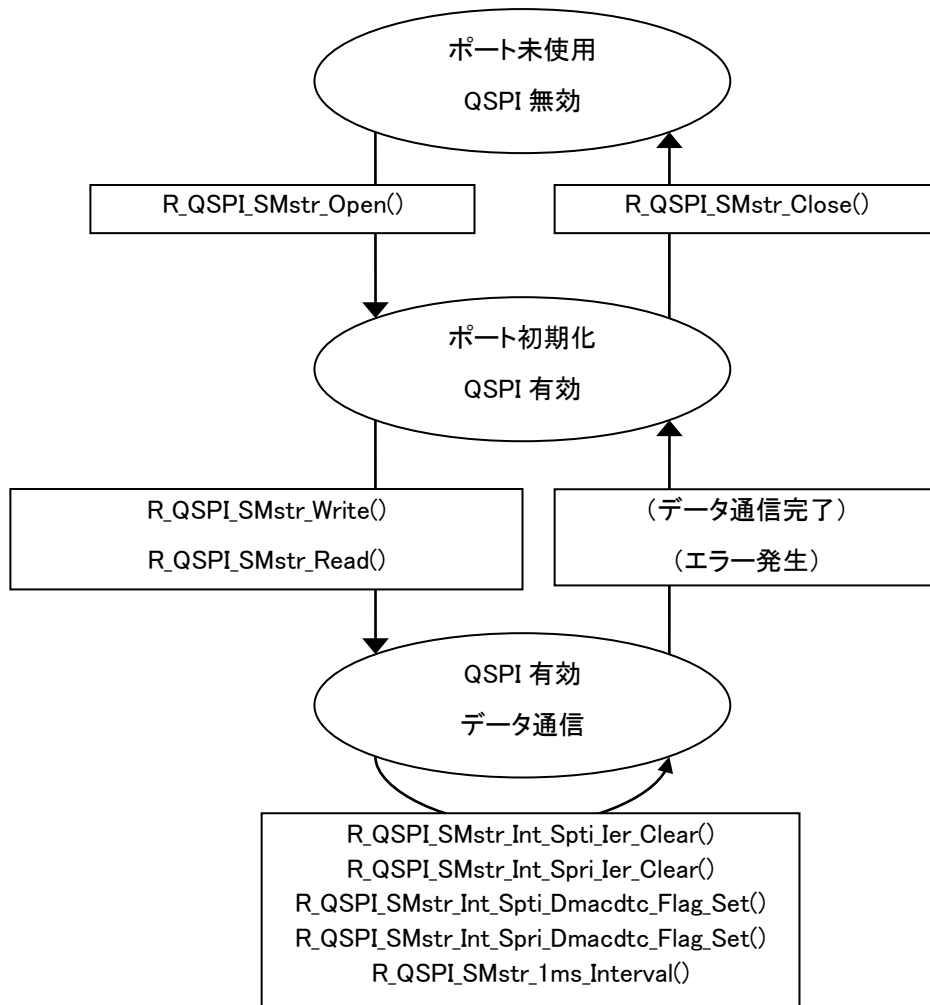 ポート未使用
QSPI 無効
R_QSPI_SMstr_Open()
R_QSPI_SMstr_Close()
ポート初期化
QSPI 有効
R_QSPI_SMstr_Write()
R_QSPI_SMstr_Read()
(データ通信完了)
(エラー発生)
QSPI 有効
データ通信
R_QSPI_SMstr_Int_Spti_Ier_Clear()
R_QSPI_SMstr_Int_Spri_Ier_Clear()
R_QSPI_SMstr_Int_Spti_Dmacdtc_Flag_Set()
R_QSPI_SMstr_Int_Spri_Dmacdtc_Flag_Set()
R_QSPI_SMstr_1ms_Interval()